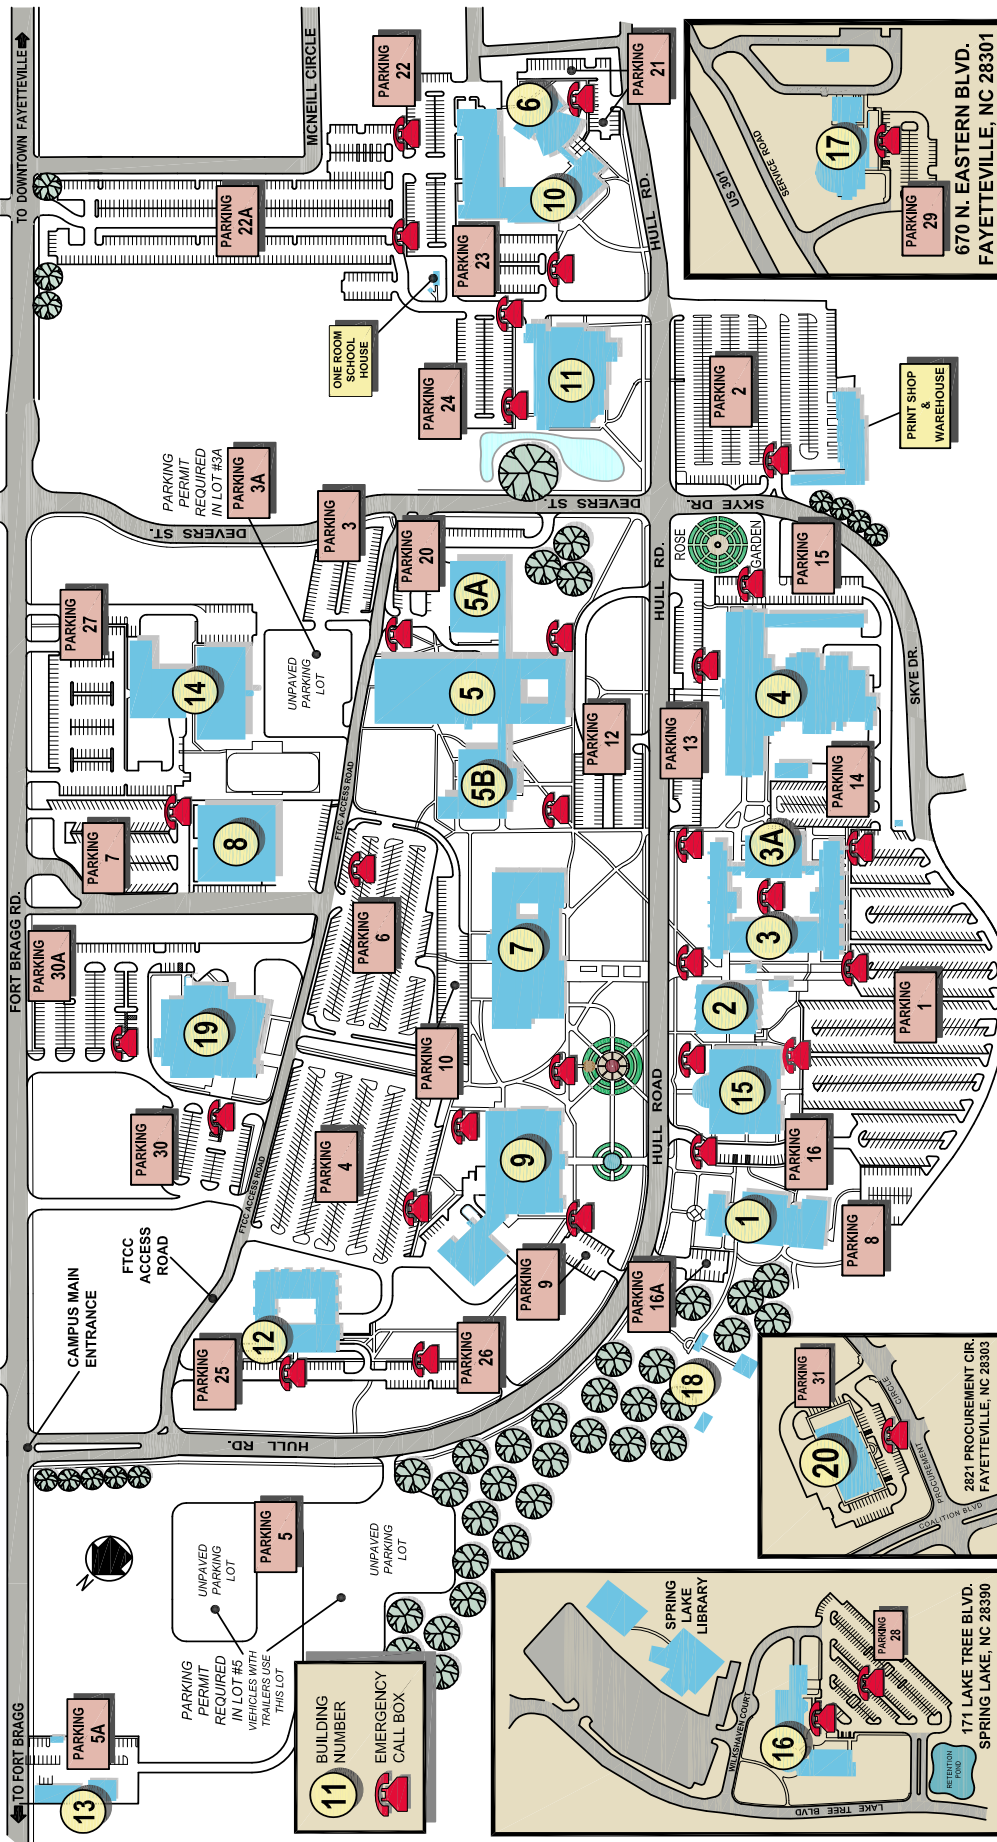 TO DOWNTOWN FAYETTEVILLE
MCNEILL CIRCLE
FORT BRAGG RD.
TO FORT BRAGG
PARKING
22
PARKING
21
PARKING
22A
PARKING
23
6
10
HULL RD.
ONE ROOM
SCHOOL
HOUSE
PARKING
24
11
PARKING
2
PRINT SHOP
&
WAREHOUSE
US 301
SERVICE ROAD
17
PARKING
29
670 N. EASTERN BLVD.
FAYETTEVILLE, NC 28301
PARKING
PERMIT
REQUIRED
IN LOT #3A
PARKING
3A
PARKING
3
DEVERS ST.
DEVERS ST.
SKYE DR.
PARKING
20
PARKING
27
14
UNPAVED
PARKING
LOT
5A
5
5B
HULL RD.
ROSE
GARDEN
PARKING
15
SKYE DR.
4
PARKING
12
PARKING
13
PARKING
14
PARKING
7
8
FTCC ACCESS ROAD
PARKING
6
7
3A
3
PARKING
30A
19
PARKING
10
2
PARKING
1
15
HULL ROAD
PARKING
30
PARKING
4
9
PARKING
16
1
PARKING
8
FTCC ACCESS ROAD
FTCC
ACCESS
ROAD
CAMPUS MAIN
ENTRANCE
12
PARKING
25
PARKING
26
PARKING
9
PARKING
16A
18
HULL RD.
N
PARKING
5
UNPAVED
PARKING
LOT
UNPAVED
PARKING
LOT
PARKING
PERMIT
REQUIRED
IN LOT #5
VIEHICLES WITH
TRAILERS USE
THIS LOT
PARKING
5A
13
11
BUILDING
NUMBER
EMERGENCY
CALL BOX
PARKING
31
20
CIRCLE
PROCUREMENT
COALITION BLVD
2821 PROCUREMENT CIR.
FAYETTEVILLE, NC 28303
SPRING
LAKE
LIBRARY
WILKSHAVEN COURT
16
PARKING
28
LAKE TREE BLVD
RETENTION
POND
171 LAKE TREE BLVD.
SPRING LAKE, NC 28390